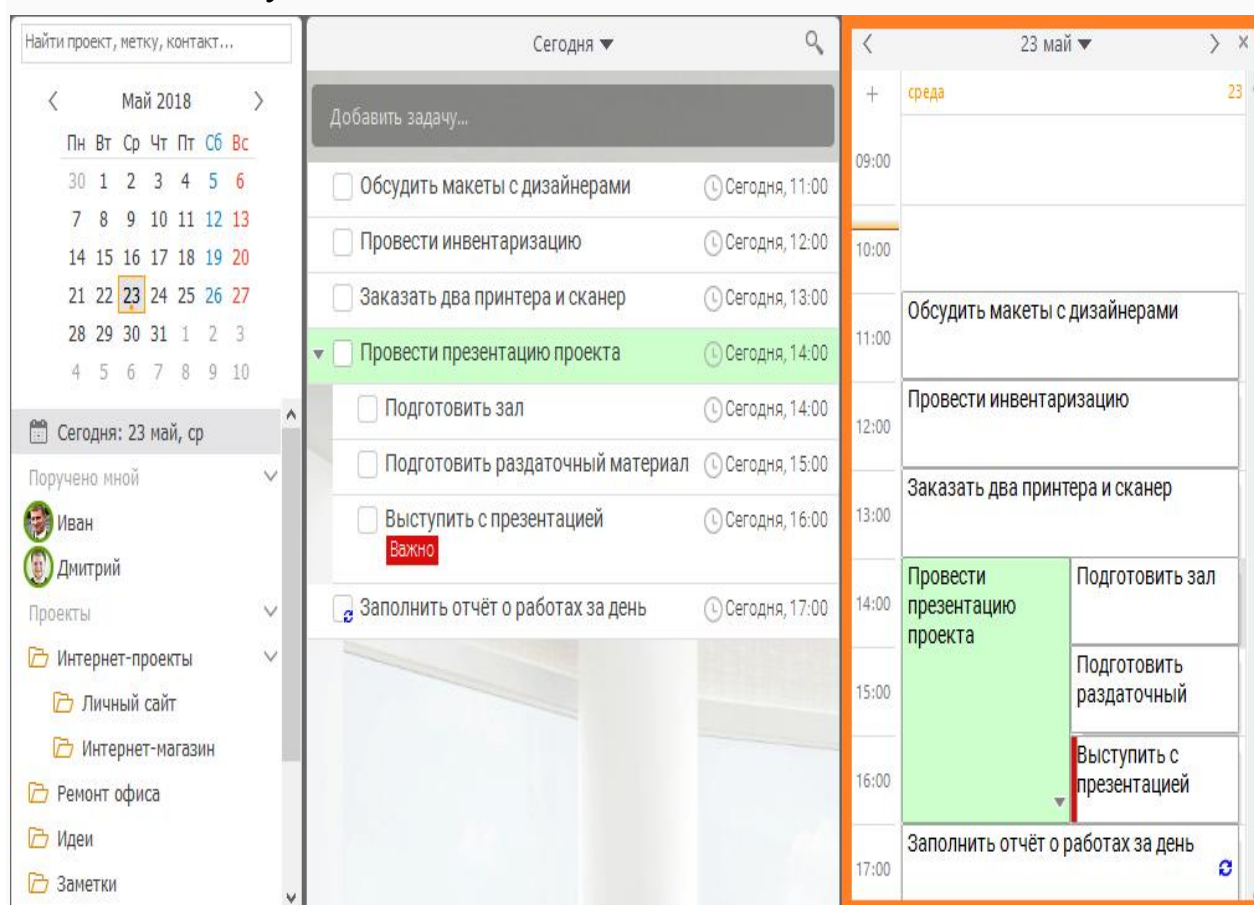 Найти проект, метку, контакт...
Май 2018
Пн Вт Ср Чт Пт Сб Вс
30 1 2 3 4 5 6
7 8 9 10 11 12 13
14 15 16 17 18 19 20
21 22 23 24 25 26 27
28 29 30 31 1 2 3
4 5 6 7 8 9 10
Сегодня: 23 май, ср
Поручено мной
Иван
Дмитрий
Проекты
Интернет-проекты
Личный сайт
Интернет-магазин
Ремонт офиса
Идеи
Заметки
Сегодня
Добавить задачу...
Обсудить макеты с дизайнерами Сегодня, 11:00
Провести инвентаризацию Сегодня, 12:00
Заказать два принтера и сканер Сегодня, 13:00
Провести презентацию проекта Сегодня, 14:00
Подготовить зал Сегодня, 14:00
Подготовить раздаточный материал Сегодня, 15:00
Выступить с презентацией Сегодня, 16:00
Важно
Заполнить отчёт о работах за день Сегодня, 17:00
23 май
среда 23
09:00
10:00
11:00
Обсудить макеты с дизайнерами
12:00
Провести инвентаризацию
13:00
Заказать два принтера и сканер
14:00
Провести
презентацию
проекта
Подготовить зал
15:00
Подготовить
раздаточный
16:00
Выступить с
презентацией
17:00
Заполнить отчёт о работах за день